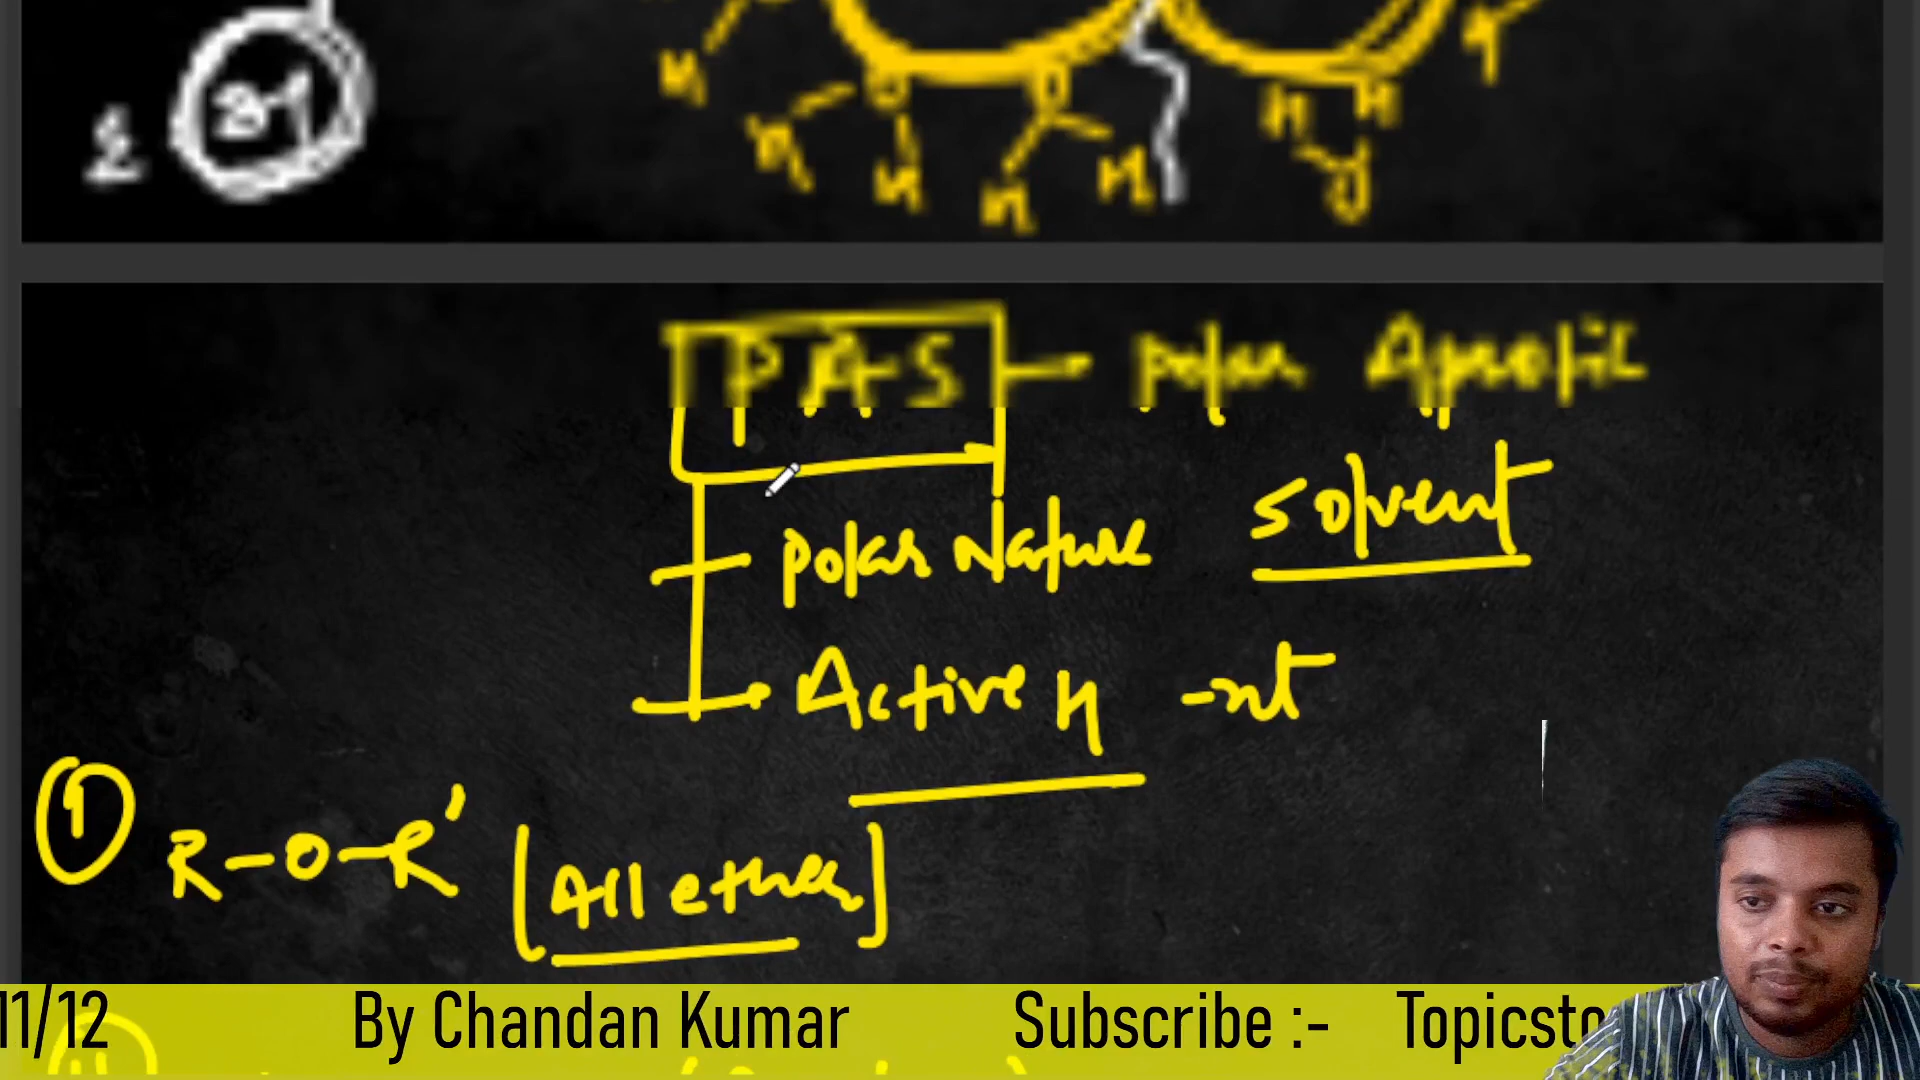 H
H H H H H H
H
PAS → Polar Aprotic
Solvent
Polar Nature
Active H -nt
1 R-O-R' [All ether]
11/12 By Chandan Kumar Subscribe :- Topicsto